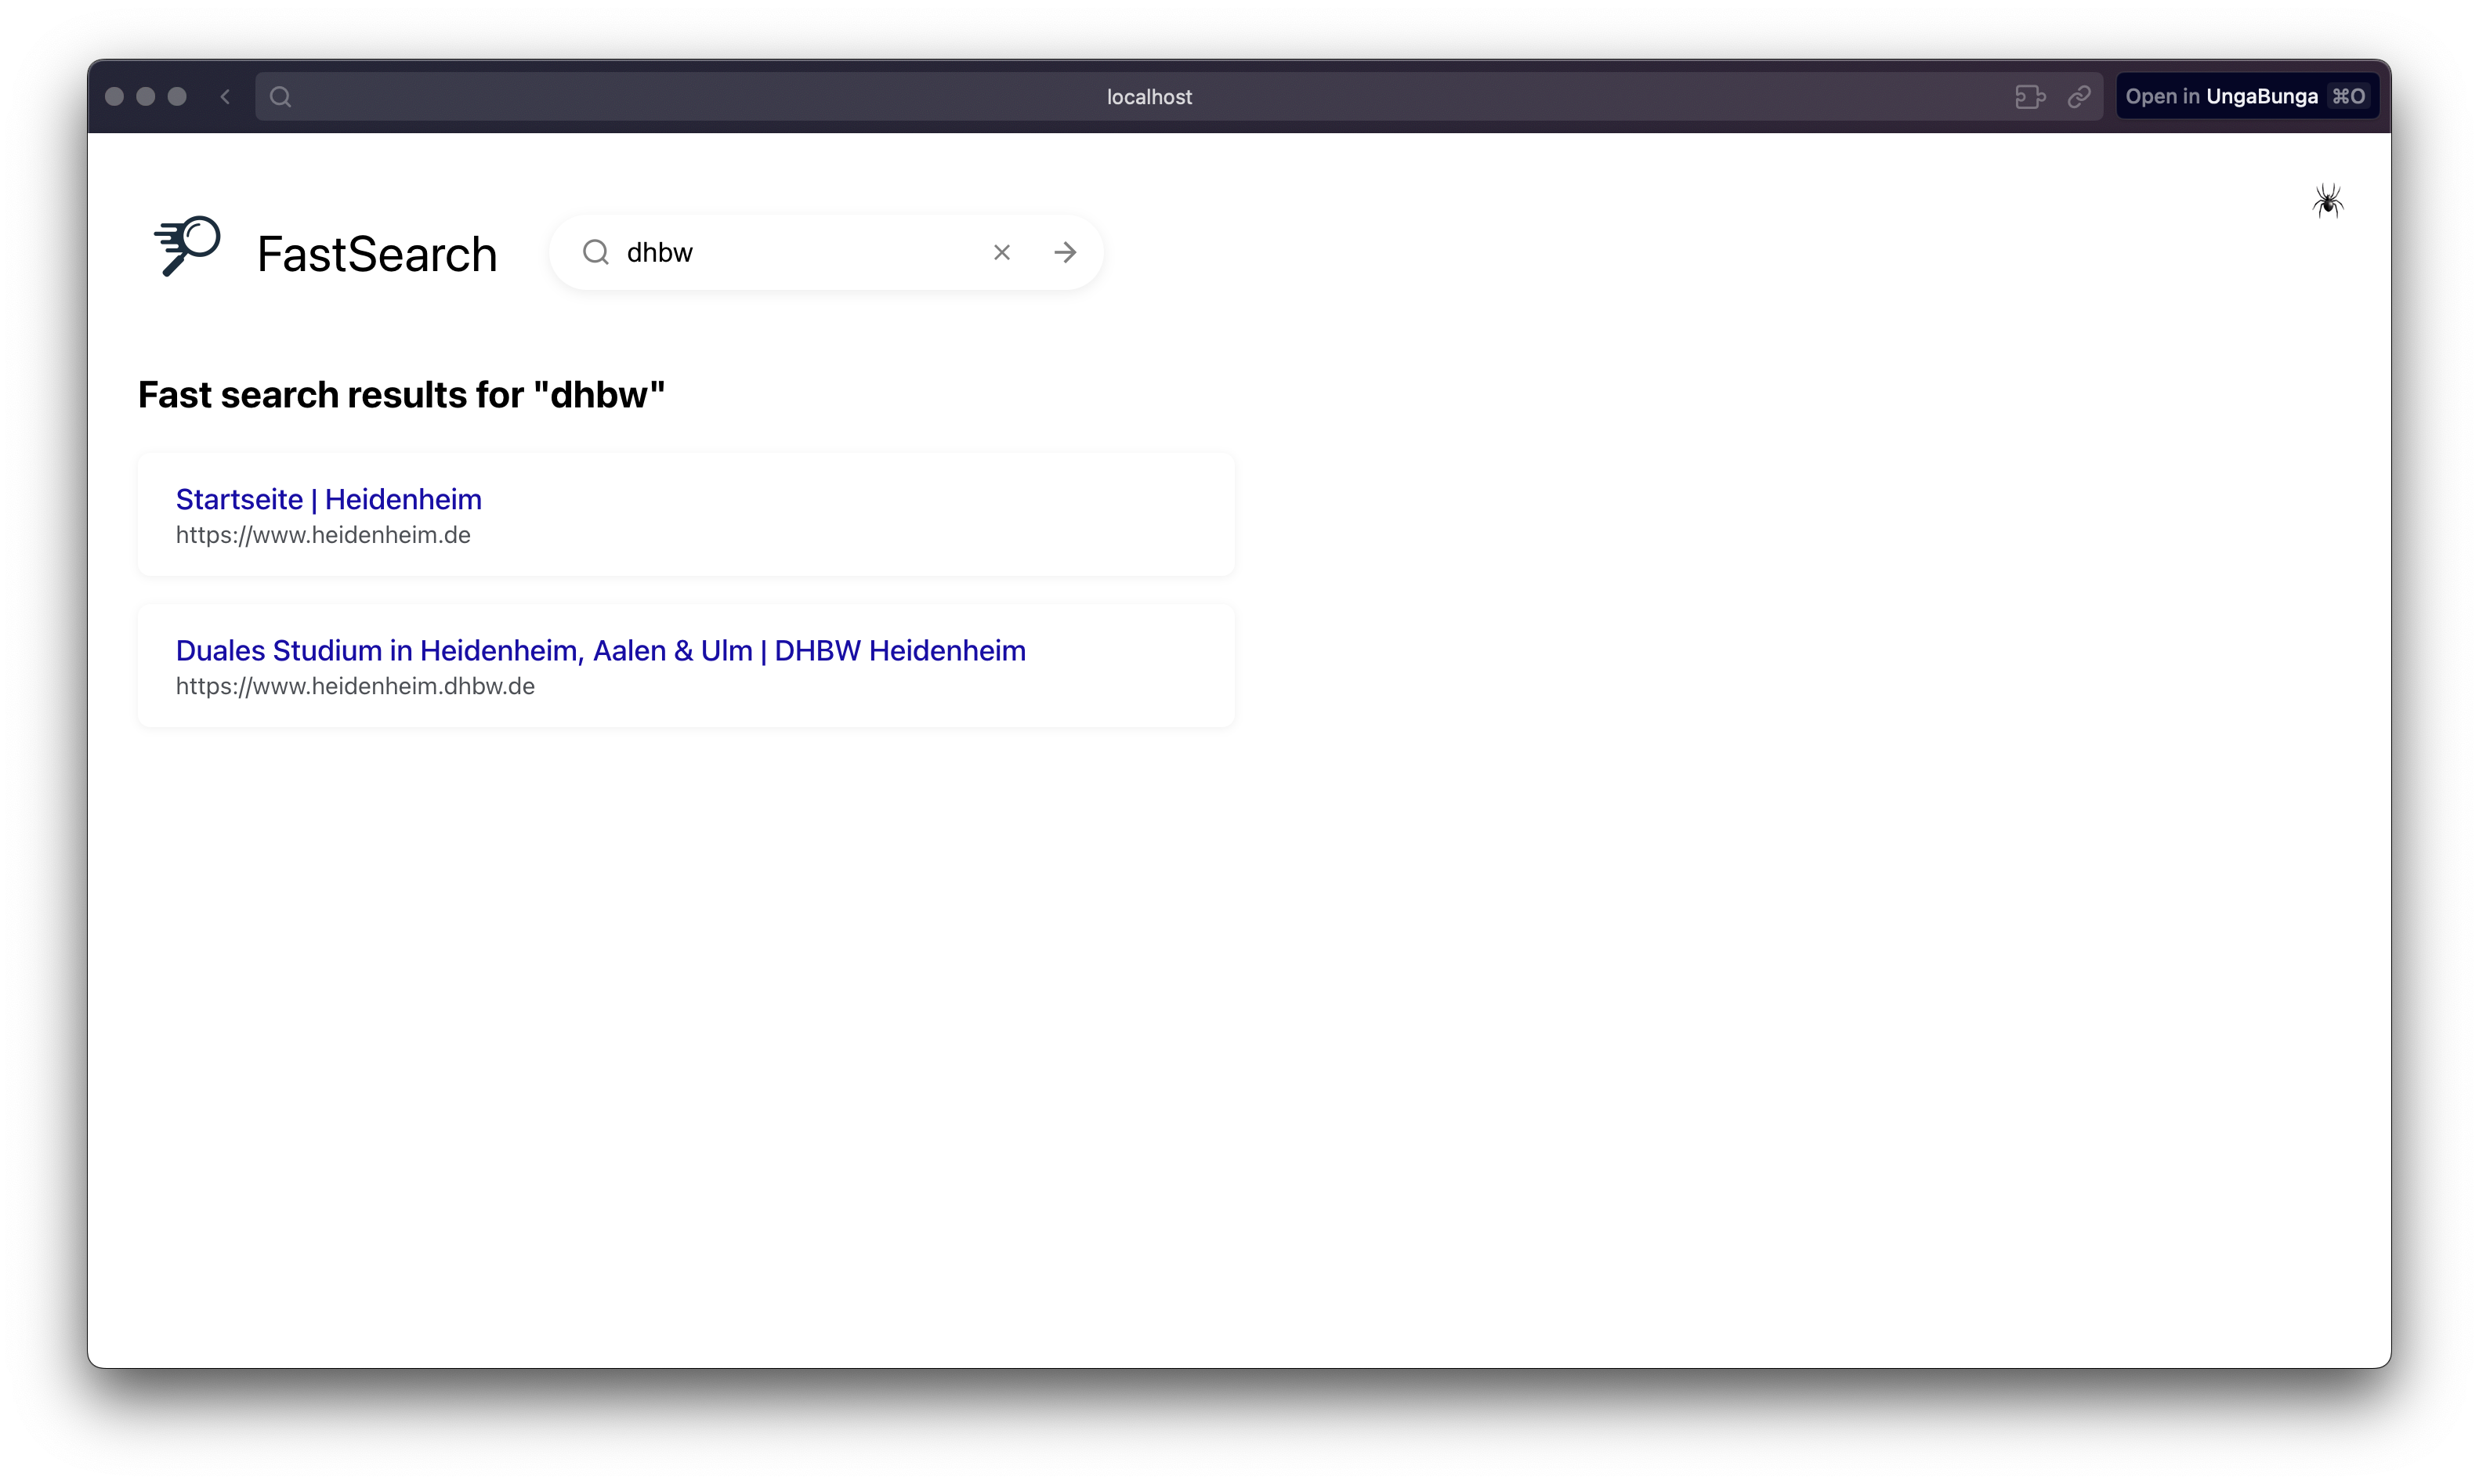 localhost
Open in UngaBunga ⌘O
FastSearch
dhbw
Fast search results for "dhbw"
Startseite | Heidenheim
https://www.heidenheim.de
Duales Studium in Heidenheim, Aalen & Ulm | DHBW Heidenheim
https://www.heidenheim.dhbw.de